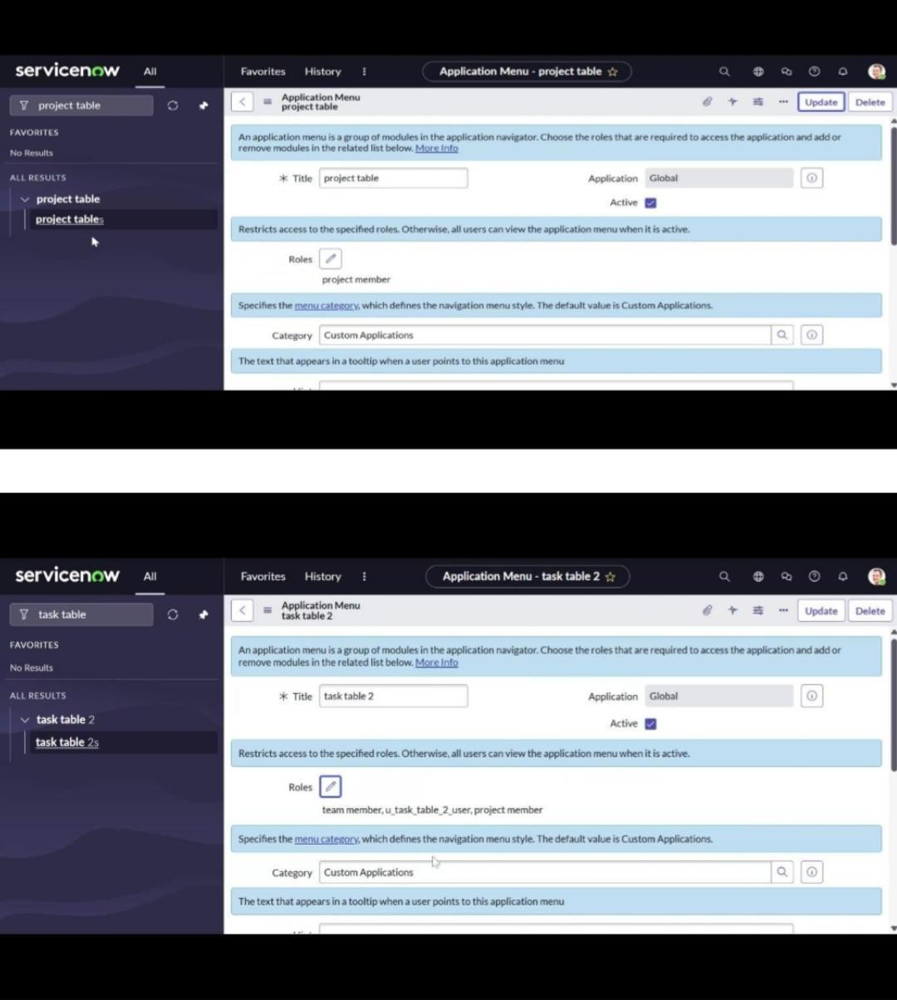 servicenow All Favorites History Application Menu - project table
project table Application Menu
project table Update Delete
FAVORITES
No Results
ALL RESULTS
project table
project tables
An application menu is a group of modules in the application navigator. Choose the roles that are required to access the application and add or
remove modules in the related list below. More Info
* Title project table Application Global
Active
Restricts access to the specified roles. Otherwise, all users can view the application menu when it is active.
Roles
project member
Specifies the menu category, which defines the navigation menu style. The default value is Custom Applications.
Category Custom Applications
The text that appears in a tooltip when a user points to this application menu
servicenow All Favorites History Application Menu - task table 2
task table Application Menu
task table 2 Update Delete
FAVORITES
No Results
ALL RESULTS
task table 2
task table 2s
An application menu is a group of modules in the application navigator. Choose the roles that are required to access the application and add or
remove modules in the related list below. More Info
* Title task table 2 Application Global
Active
Restricts access to the specified roles. Otherwise, all users can view the application menu when it is active.
Roles
team member, u_task_table_2_user, project member
Specifies the menu category, which defines the navigation menu style. The default value is Custom Applications.
Category Custom Applications
The text that appears in a tooltip when a user points to this application menu